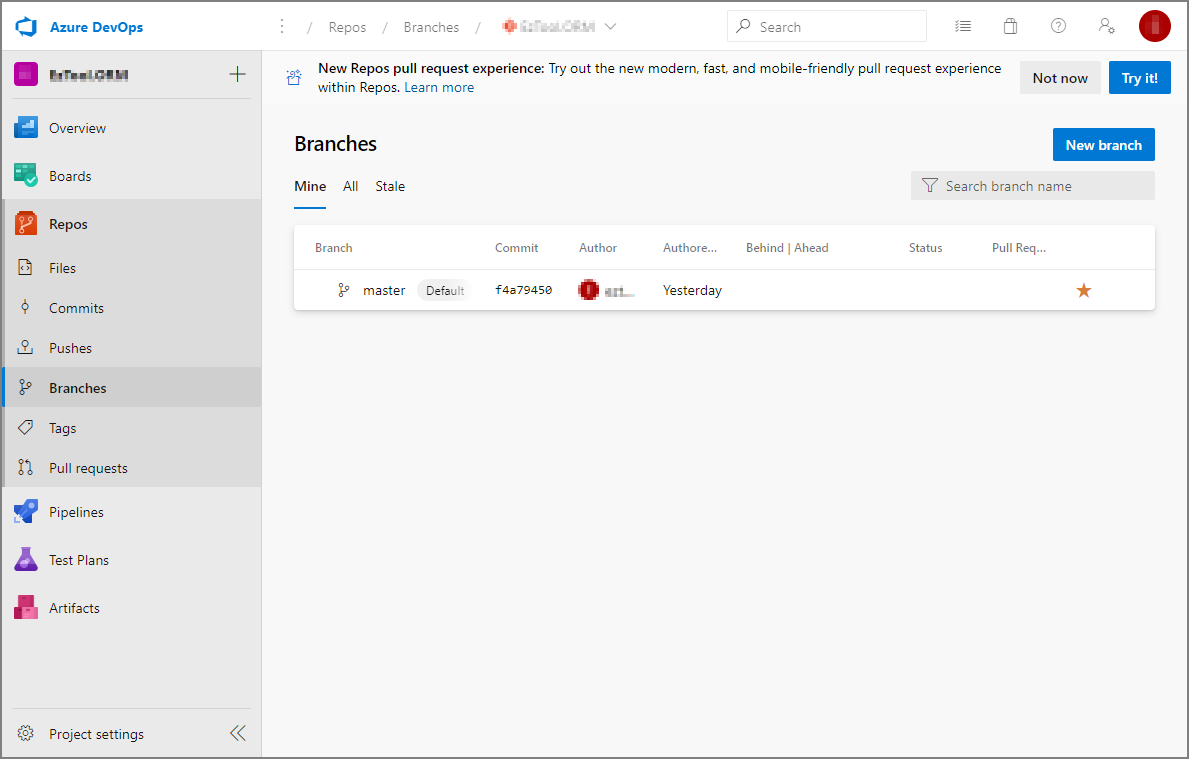 Azure DevOps
/ Repos / Branches /
Search
Overview
Boards
Repos
Files
Commits
Pushes
Branches
Tags
Pull requests
Pipelines
Test Plans
Artifacts
Project settings
New Repos pull request experience: Try out the new modern, fast, and mobile-friendly pull request experience
within Repos. Learn more
Not now
Try it!
Branches
New branch
Mine All Stale
Search branch name
Branch Commit Author Authore... Behind | Ahead Status Pull Req...
master Default f4a79450 Yesterday